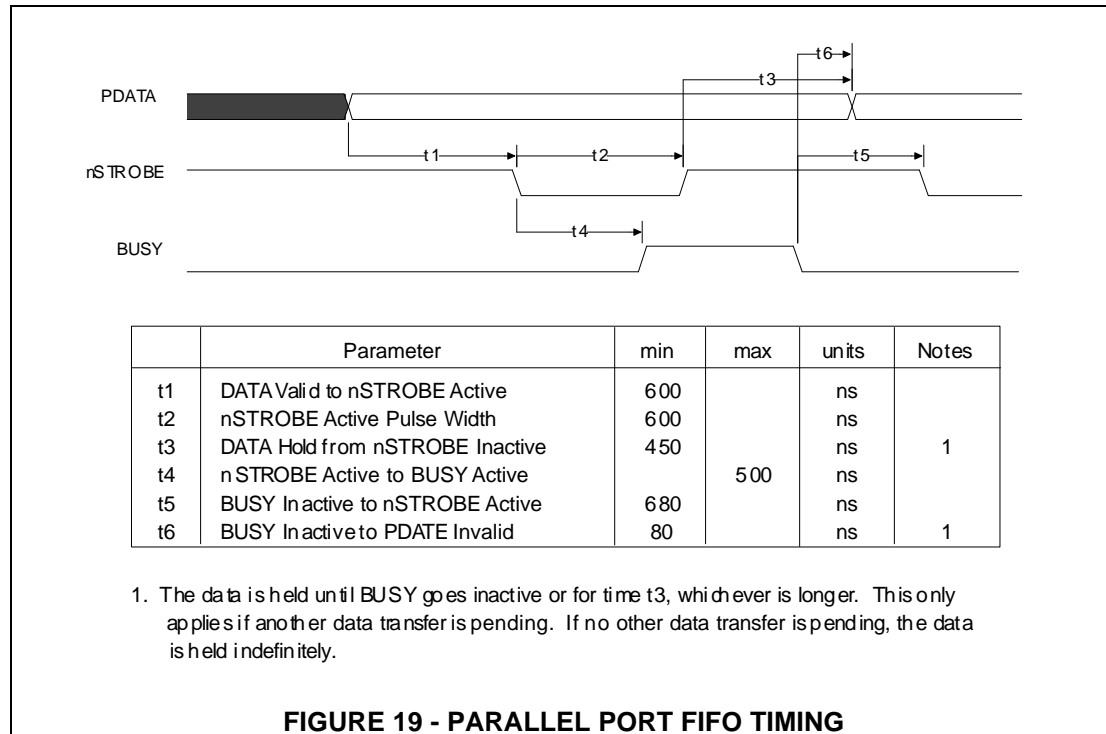 t6
t3
PDATA
t1
t2
t5
nSTROBE
t4
BUSY
Parameter min max units Notes
t1 DATA Valid to nSTROBE Active 600 ns
t2 nSTROBE Active Pulse Width 600 ns
t3 DATA Hold from nSTROBE Inactive 450 ns 1
t4 nSTROBE Active to BUSY Active 500 ns
t5 BUSY Inactive to nSTROBE Active 680 ns
t6 BUSY Inactive to PDATE Invalid 80 ns 1
1. The data is held until BUSY goes inactive or for time t3, whichever is longer. This only
applies if another data transfer is pending. If no other data transfer is pending, the data
is held indefinitely.
FIGURE 19 - PARALLEL PORT FIFO TIMING